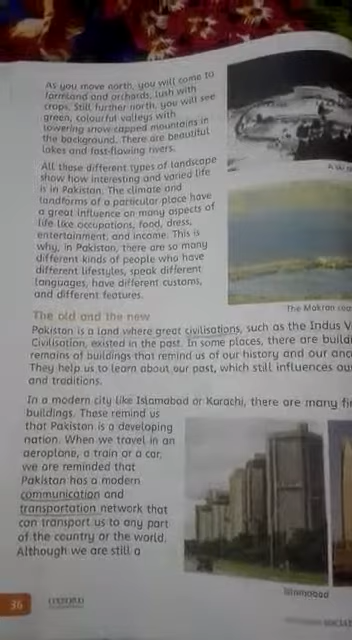 As you move north, you will come to
farmland and orchards, lush with
crops. Still further north, you will see
green, colourful valleys with
towering snow-capped mountains in
the background. There are beautiful
lakes and fast-flowing rivers.
All these different types of landscape
show how interesting and varied life
is in Pakistan. The climate and
landforms of a particular place have
a great influence on many aspects of
life like occupations, food, dress,
entertainment, and income. This is
why, in Pakistan, there are so many
different kinds of people who have
different lifestyles, speak different
languages, have different customs,
and different features.
The Makran
The old and the new
Pakistan is a land where great civilisations, such as the Indus
Civilisation, existed in the past. In some places, there are
remains of buildings that remind us of our history and our
They help us to learn about our past, which still influences
and traditions.
In a modern city like Islamabad or Karachi, there are many
buildings. These remind us
that Pakistan is a developing
nation. When we travel in an
aeroplane, a train or a car,
we are reminded that
Pakistan has a modern
communication and
transportation network that
can transport us to any part
of the country or the world.
Although we are still a
Islamabad
36
OXFORD